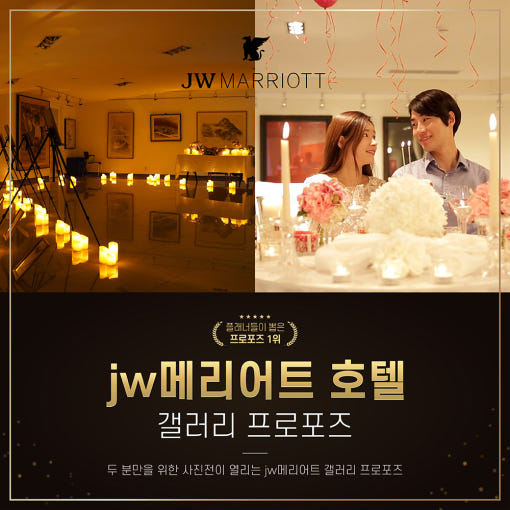 JW MARRIOTT
플래너들이 뽑은
프로포즈 1위
jw메리어트 호텔
갤러리 프로포즈
두 분만을 위한 사진전이 열리는 jw메리어트 갤러리 프로포즈